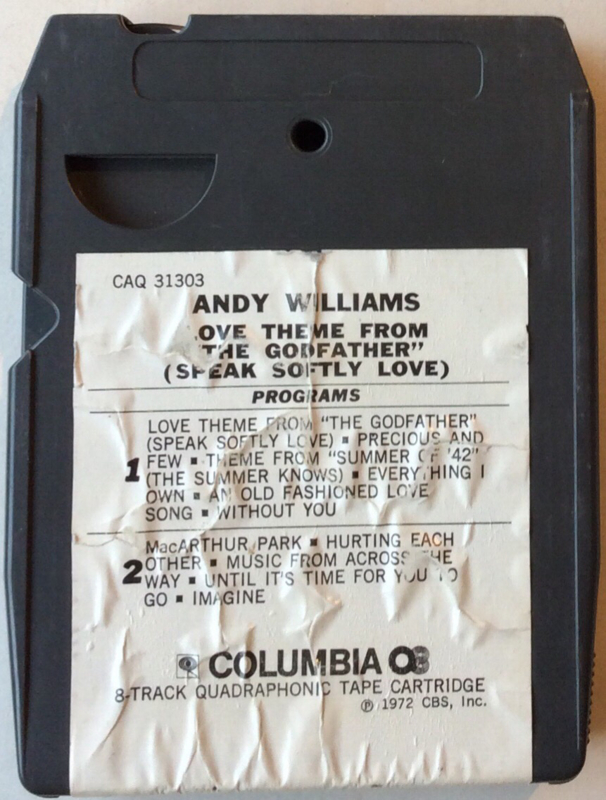 CAQ 31303
ANDY WILLIAMS
LOVE THEME FROM
"THE GODFATHER"
(SPEAK SOFTLY LOVE)
PROGRAMS
LOVE THEME FROM "THE GODFATHER"
(SPEAK SOFTLY LOVE) ▪ PRECIOUS AND
1 FEW ▪ THEME FROM "SUMMER OF '42"
(THE SUMMER KNOWS) ▪ EVERYTHING I
OWN ▪ AN OLD FASHIONED LOVE
SONG ▪ WITHOUT YOU
MacARTHUR PARK ▪ HURTING EACH
2 OTHER ▪ MUSIC FROM ACROSS THE
WAY ▪ UNTIL IT'S TIME FOR YOU TO
GO ▪ IMAGINE
COLUMBIA Q8
8-TRACK QUADRAPHONIC TAPE CARTRIDGE
℗ 1972 CBS, Inc.